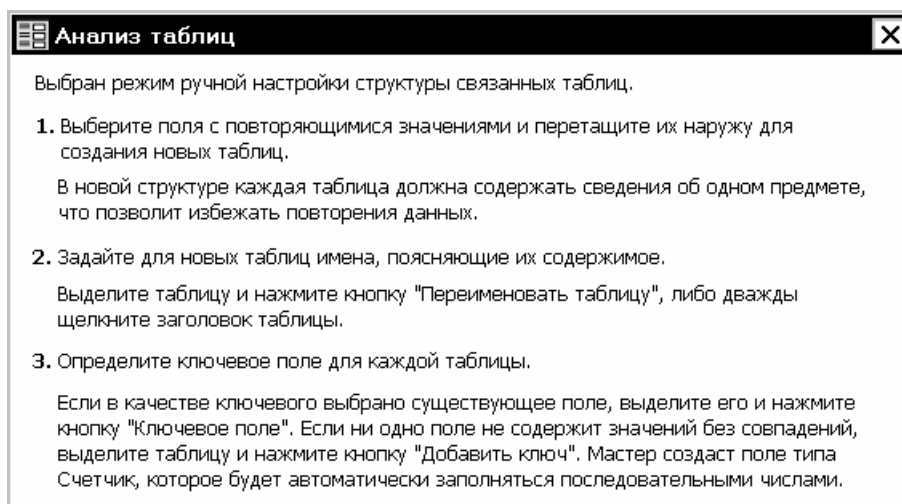 Анализ таблиц
Выбран режим ручной настройки структуры связанных таблиц.
1. Выберите поля с повторяющимися значениями и перетащите их наружу для
создания новых таблиц.
В новой структуре каждая таблица должна содержать сведения об одном предмете,
что позволит избежать повторения данных.
2. Задайте для новых таблиц имена, поясняющие их содержимое.
Выделите таблицу и нажмите кнопку "Переименовать таблицу", либо дважды
щелкните заголовок таблицы.
3. Определите ключевое поле для каждой таблицы.
Если в качестве ключевого выбрано существующее поле, выделите его и нажмите
кнопку "Ключевое поле". Если ни одно поле не содержит значений без совпадений,
выделите таблицу и нажмите кнопку "Добавить ключ". Мастер создаст поле типа
Счетчик, которое будет автоматически заполняться последовательными числами.